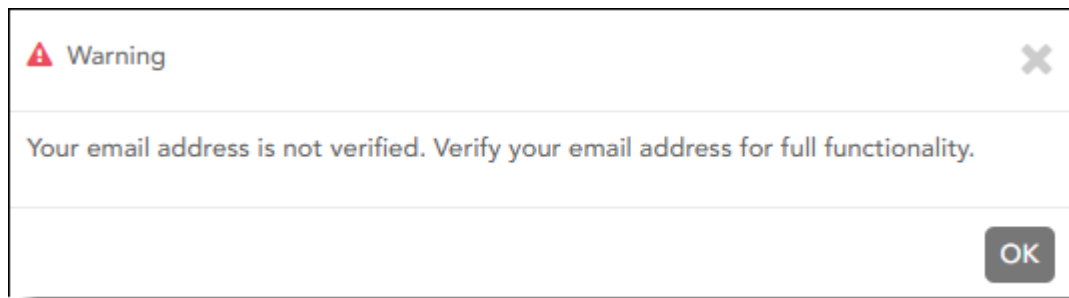 Warning
Your email address is not verified. Verify your email address for full functionality.
OK